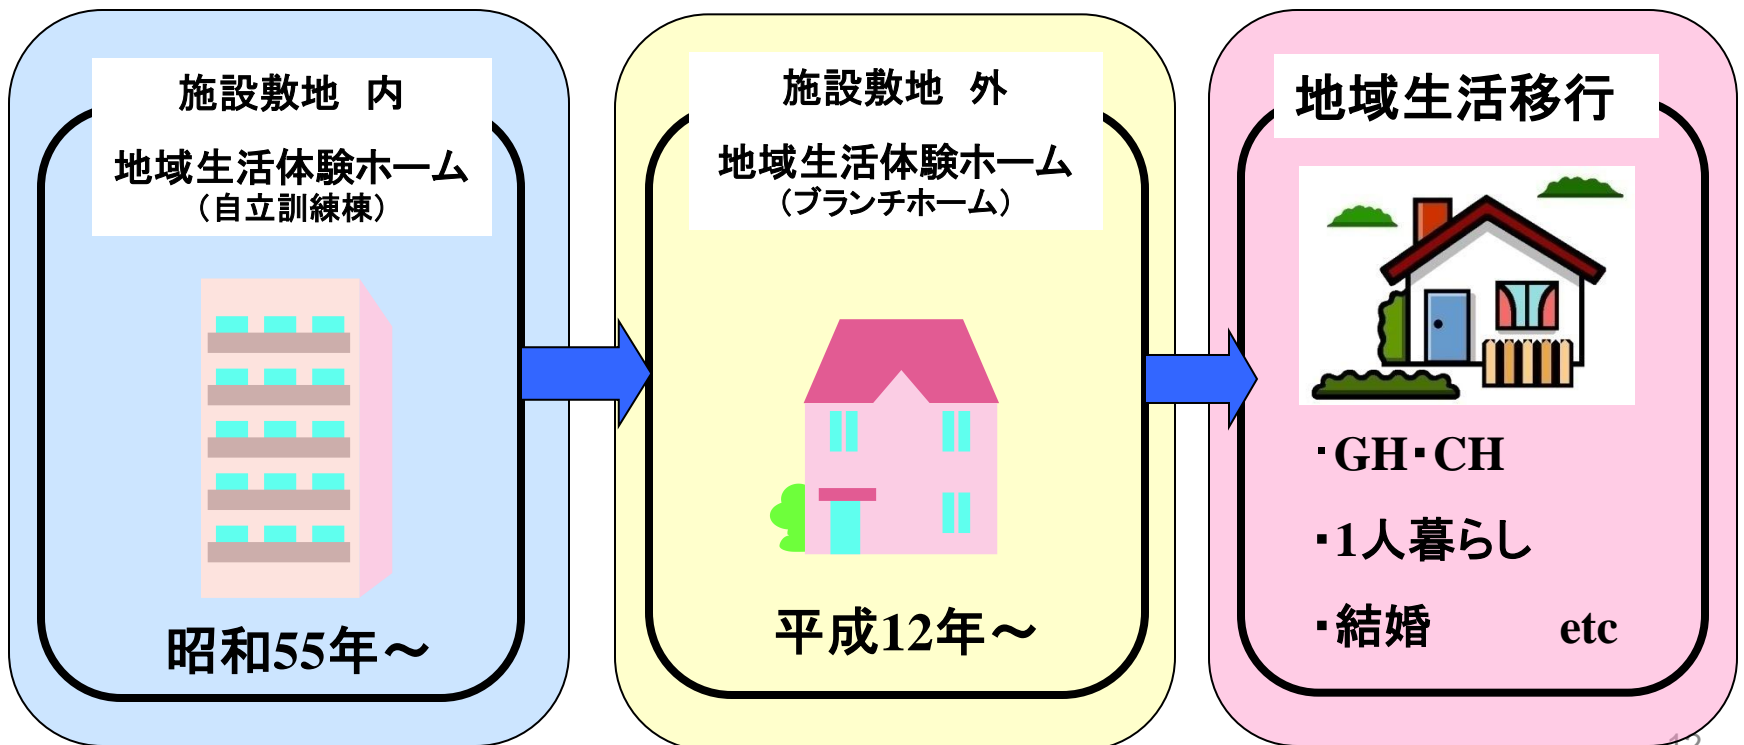 施設敷地　内
地域生活体験ホーム
（自立訓練棟）
昭和55年～
施設敷地　外
地域生活体験ホーム
（ブランチホーム）
平成12年～
地域生活移行
・GH・CH
・1人暮らし
・結婚　　　etc